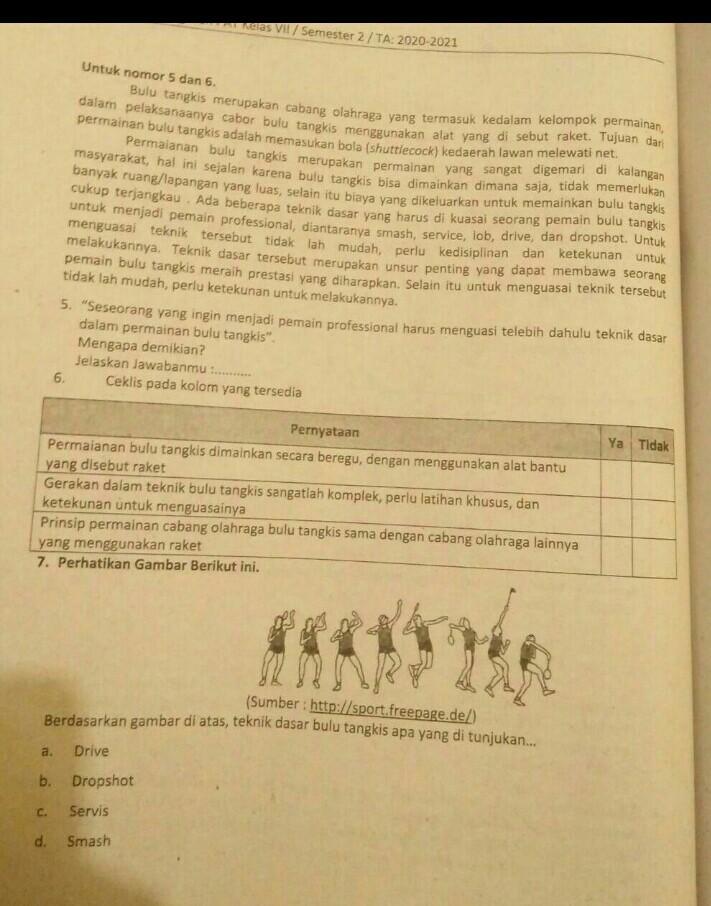 Kelas VII / Semester 2 / TA: 2020-2021
Untuk nomor 5 dan 6.
Bulu tangkis merupakan cabang olahraga yang termasuk kedalam kelompok permainan,
dalam pelaksanaanya cabor bulu tangkis menggunakan alat yang di sebut raket. Tujuan dari
permainan bulu tangkis adalah memasukan bola (shuttlecock) kedaerah lawan melewati net.
Permaianan bulu tangkis merupakan permainan yang sangat digemari di kalangan
masyarakat, hal ini sejalan karena bulu tangkis bisa dimainkan dimana saja, tidak memerlukan
banyak ruang/lapangan yang luas, selain itu biaya yang dikeluarkan untuk memainkan bulu tangkis
cukup terjangkau . Ada beberapa teknik dasar yang harus di kuasai seorang pemain bulu tangkis
untuk menjadi pemain professional, diantaranya smash, service, lob, drive, dan dropshot. Untuk
menguasai teknik tersebut tidak lah mudah, perlu kedisiplinan dan ketekunan untuk
melakukannya. Teknik dasar tersebut merupakan unsur penting yang dapat membawa seorang
pemain bulu tangkis meraih prestasi yang diharapkan. Selain itu untuk menguasai teknik tersebut
tidak lah mudah, perlu ketekunan untuk melakukannya.
5. "Seseorang yang ingin menjadi pemain professional harus menguasi telebih dahulu teknik dasar
dalam permainan bulu tangkis".
Mengapa demikian?
Jelaskan Jawabanmu :..........
6. Ceklis pada kolom yang tersedia
Pernyataan Ya Tidak
Permaianan bulu tangkis dimainkan secara beregu, dengan menggunakan alat bantu
yang disebut raket
Gerakan dalam teknik bulu tangkis sangatlah komplek, perlu latihan khusus, dan
ketekunan untuk menguasainya
Prinsip permainan cabang olahraga bulu tangkis sama dengan cabang olahraga lainnya
yang menggunakan raket
7. Perhatikan Gambar Berikut ini.
(Sumber : http://sport.freepage.de/)
Berdasarkan gambar di atas, teknik dasar bulu tangkis apa yang di tunjukan...
a. Drive
b. Dropshot
c. Servis
d. Smash